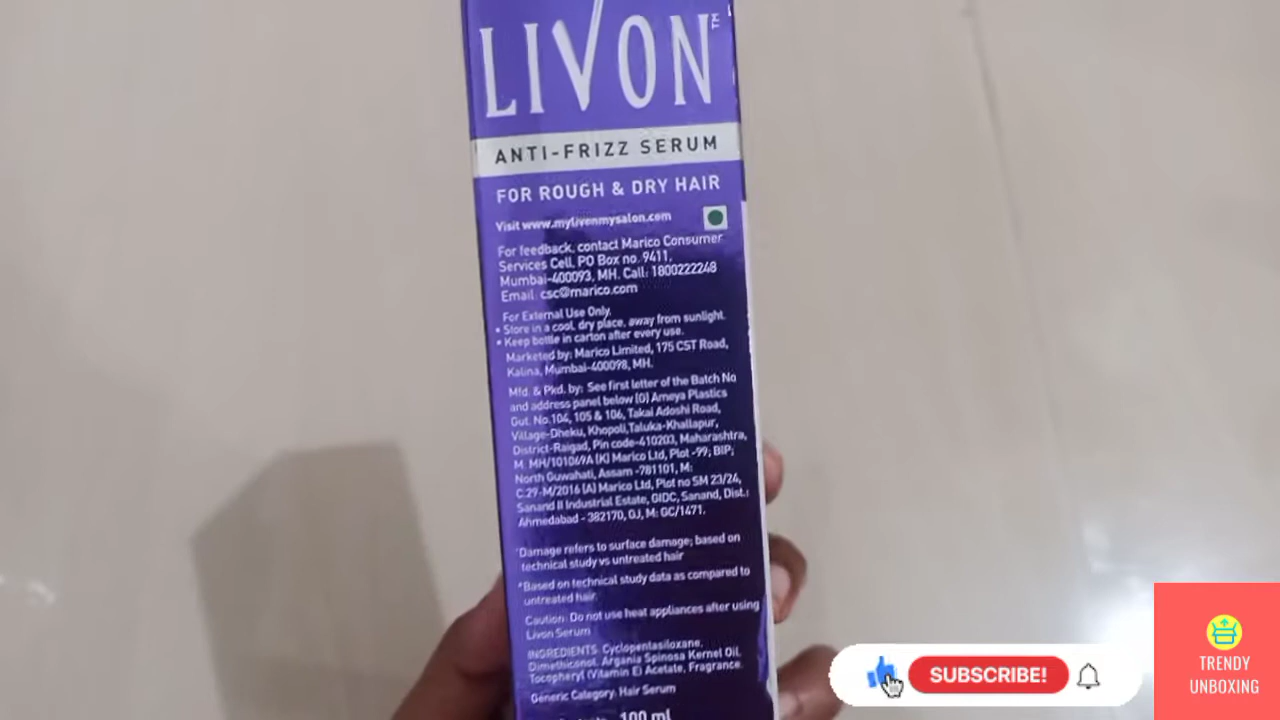 LIVON™
ANTI-FRIZZ SERUM
FOR ROUGH & DRY HAIR
Visit www.mylivonmysalon.com
For feedback, contact Marico Consumer
Services Cell, PO Box no. 9411,
Mumbai-400093, MH. Call: 1800222248
Email: csc@marico.com
For External Use Only.
• Store in a cool, dry place, away from sunlight.
• Keep bottle in carton after every use.
Marketed by: Marico Limited, 175 CST Road,
Kalina, Mumbai-400098, MH.
Mfd. & Pkd. by: See first letter of the Batch No
and address panel below (O) Ameya Plastics
Gut. No.104, 105 & 106, Takai Adoshi Road,
Village-Dheku, Khopoli,Taluka-Khallapur,
District-Raigad, Pin code-410203, Maharashtra,
M. MH/101069A (K) Marico Ltd, Plot -99; BIP;
North Guwahati, Assam -781101, M:
C.29-M/2016 (A) Marico Ltd, Plot no SM 23/24,
Sanand II Industrial Estate, GIDC, Sanand, Dist.:
Ahmedabad - 382170, GJ, M: GC/1471.
*Damage refers to surface damage; based on
technical study vs untreated hair
^Based on technical study data as compared to
untreated hair.
Caution: Do not use heat appliances after using
Livon Serum
INGREDIENTS: Cyclopentasiloxane,
Dimethiconol, Argania Spinosa Kernel Oil,
Tocopheryl (Vitamin E) Acetate, Fragrance.
Generic Category: Hair Serum
100 ml
SUBSCRIBE!
TRENDY
UNBOXING